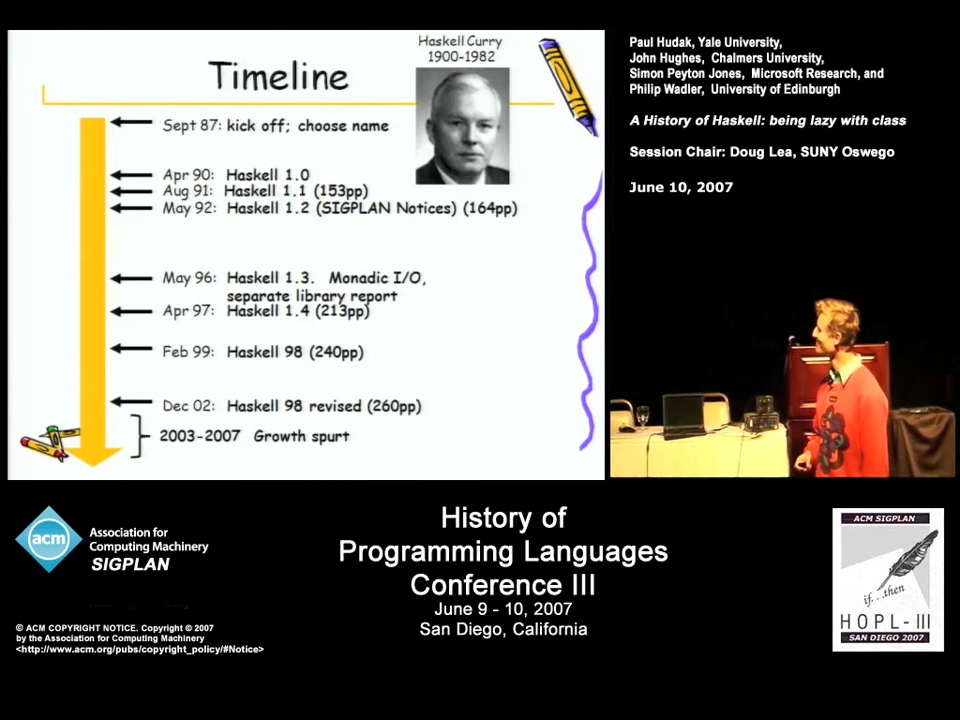 Haskell Curry
1900-1982
Timeline
Sept 87: kick off; choose name
Apr 90: Haskell 1.0
Aug 91: Haskell 1.1 (153pp)
May 92: Haskell 1.2 (SIGPLAN Notices) (164pp)
May 96: Haskell 1.3. Monadic I/O,
separate library report
Apr 97: Haskell 1.4 (213pp)
Feb 99: Haskell 98 (240pp)
Dec 02: Haskell 98 revised (260pp)
2003-2007 Growth spurt
Paul Hudak, Yale University,
John Hughes, Chalmers University,
Simon Peyton Jones, Microsoft Research, and
Philip Wadler, University of Edinburgh
A History of Haskell: being lazy with class
Session Chair: Doug Lea, SUNY Oswego
June 10, 2007
acm
Association for
Computing Machinery
SIGPLAN
© ACM COPYRIGHT NOTICE. Copyright © 2007
by the Association for Computing Machinery
<http://www.acm.org/pubs/copyright_policy/#Notice>
History of
Programming Languages
Conference III
June 9 - 10, 2007
San Diego, California
ACM SIGPLAN
if...then
HOPL-III
SAN DIEGO 2007